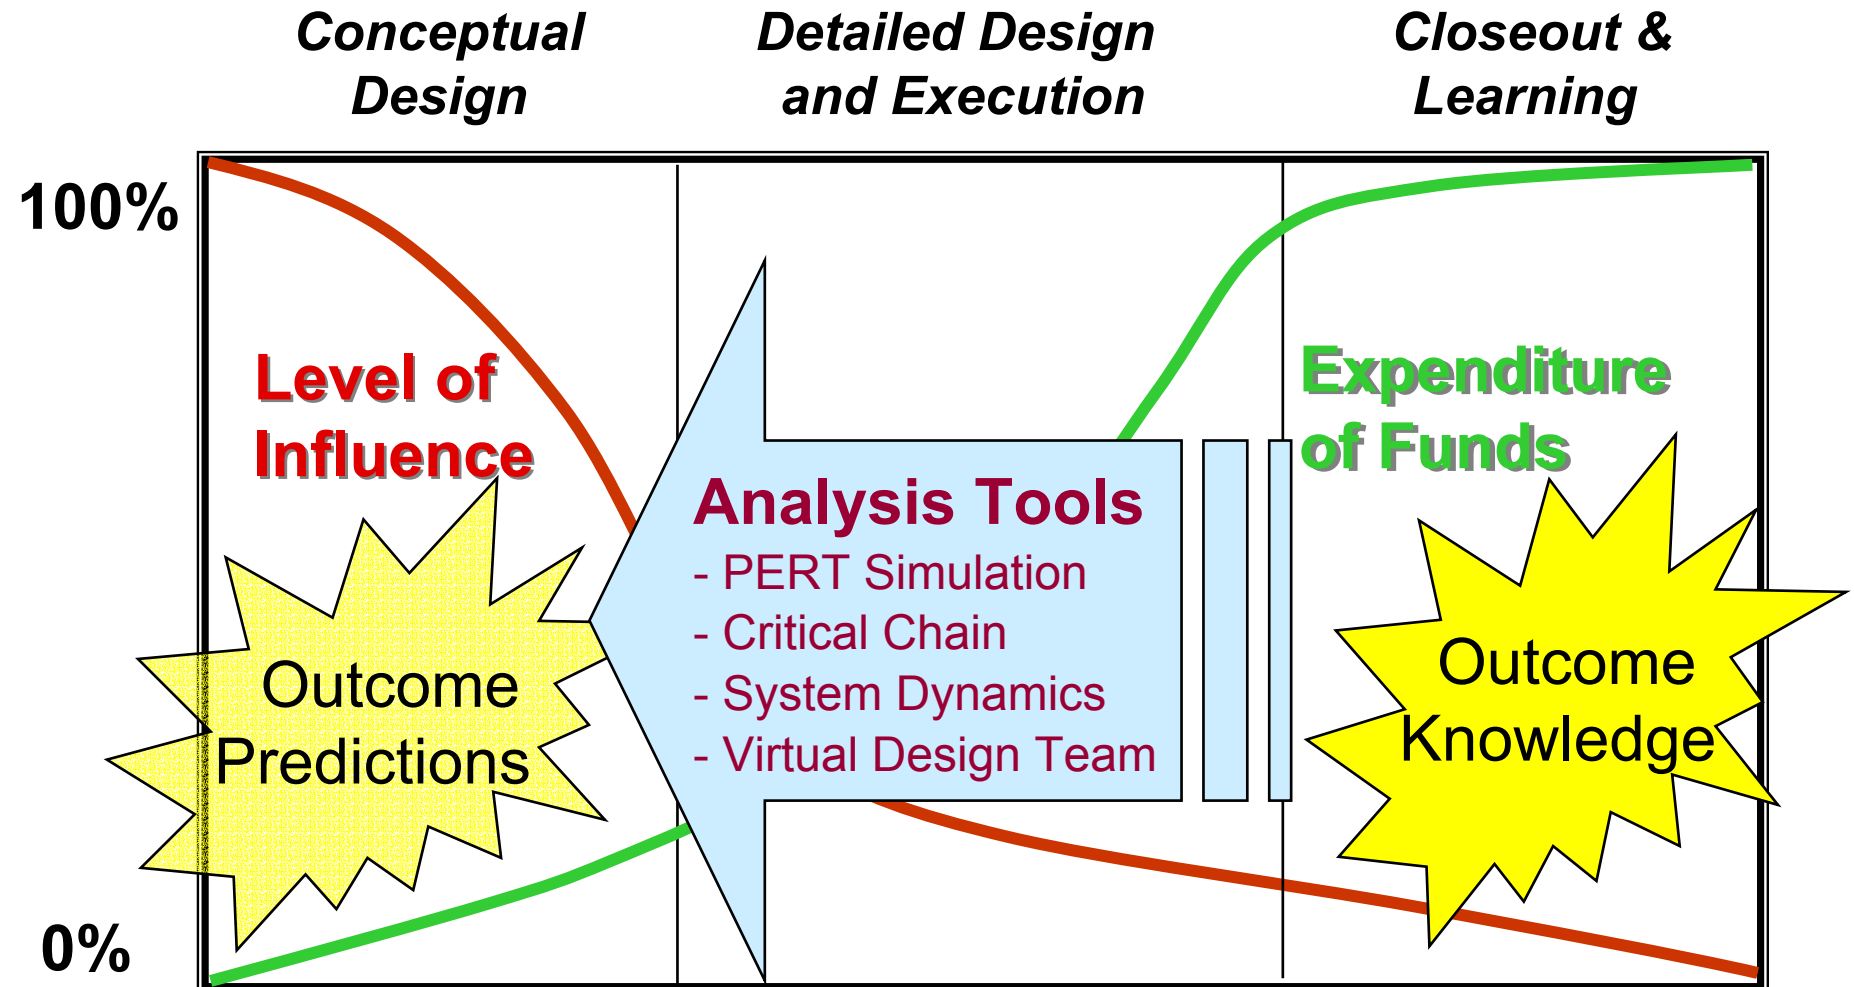 Conceptual
Design
Detailed Design
and Execution
Closeout &
Learning
100%
Level of
Influence
Expenditure
of Funds
Analysis Tools
- PERT Simulation
- Critical Chain
- System Dynamics
- Virtual Design Team
Outcome
Predictions
Outcome
Knowledge
0%